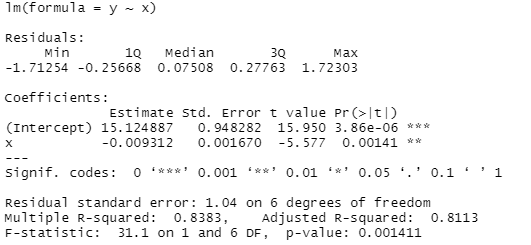 lm(formula = y ~ x)
Residuals:
Min 1Q Median 3Q Max
-1.71254 -0.25668 0.07508 0.27763 1.72303
Coefficients:
Estimate Std. Error t value Pr(>|t|)
(Intercept) 15.124887 0.948282 15.950 3.86e-06 ***
x -0.009312 0.001670 -5.577 0.00141 **
---
Signif. codes: 0 ‘***’ 0.001 ‘**’ 0.01 ‘*’ 0.05 ‘.’ 0.1 ‘ ’ 1
Residual standard error: 1.04 on 6 degrees of freedom
Multiple R-squared: 0.8383, Adjusted R-squared: 0.8113
F-statistic: 31.1 on 1 and 6 DF, p-value: 0.001411